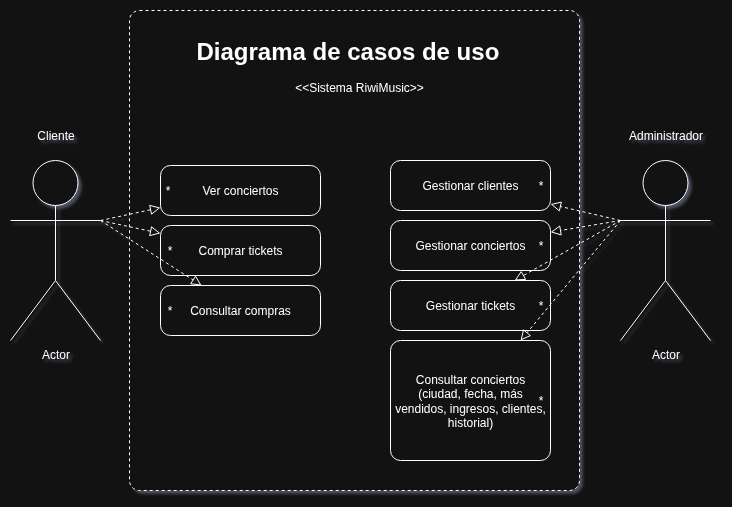 Diagrama de casos de uso
<<Sistema RiwiMusic>>
Cliente
Administrador
* Ver conciertos
* Comprar tickets
* Consultar compras
Gestionar clientes *
Gestionar conciertos *
Gestionar tickets *
Consultar conciertos
(ciudad, fecha, más
*
vendidos, ingresos, clientes,
historial)
Actor
Actor